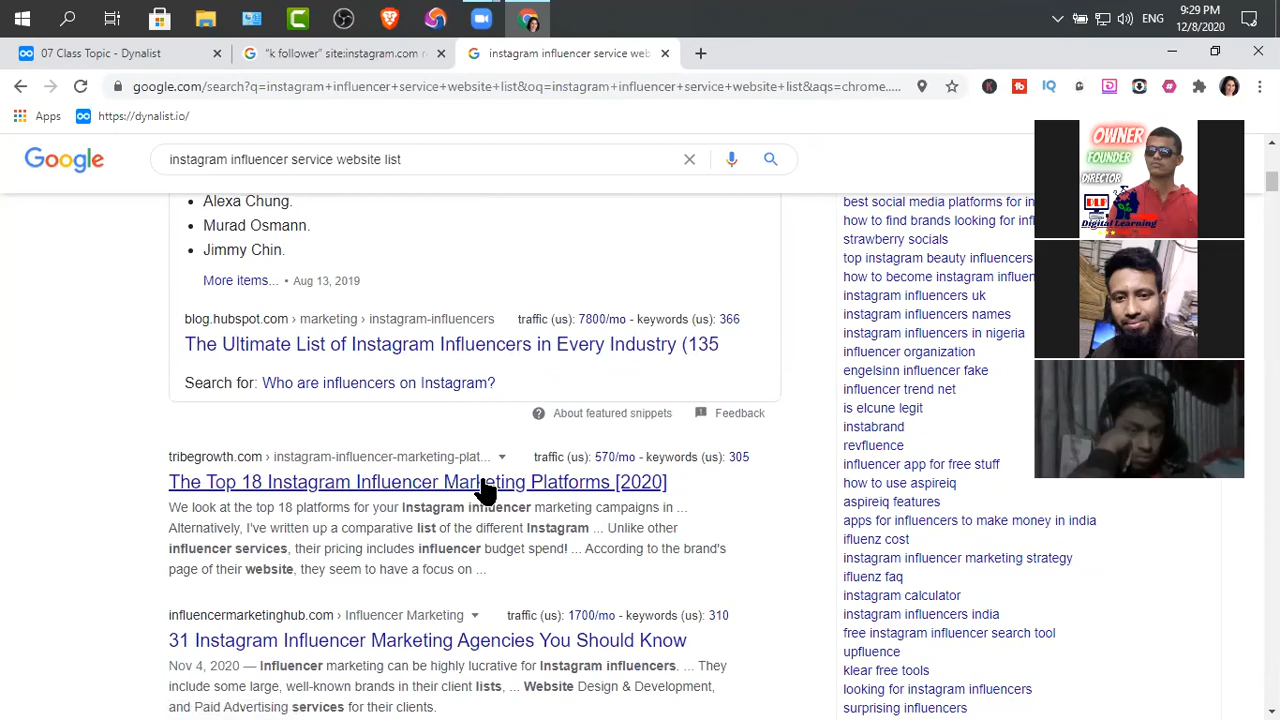 ENG
9:29 PM
12/8/2020
07 Class Topic - Dynalist
"k follower" site:instagram.com r
instagram influencer service web
google.com/search?q=instagram+influencer+service+website+list&oq=instagram+influencer+service+website+list&aqs=chrome.....
Apps
https://dynalist.io/
Google
instagram influencer service website list
Alexa Chung.
Murad Osmann.
Jimmy Chin.
More items... • Aug 13, 2019
blog.hubspot.com › marketing › instagram-influencers
traffic (us): 7800/mo - keywords (us): 366
The Ultimate List of Instagram Influencers in Every Industry (135
Search for: Who are influencers on Instagram?
About featured snippets
Feedback
tribegrowth.com › instagram-influencer-marketing-plat...
traffic (us): 570/mo - keywords (us): 305
The Top 18 Instagram Influencer Marketing Platforms [2020]
We look at the top 18 platforms for your Instagram influencer marketing campaigns in ...
Alternatively, I've written up a comparative list of the different Instagram ... Unlike other
influencer services, their pricing includes influencer budget spend! ... According to the brand's
page of their website, they seem to have a focus on ...
influencermarketinghub.com › Influencer Marketing
traffic (us): 1700/mo - keywords (us): 310
31 Instagram Influencer Marketing Agencies You Should Know
Nov 4, 2020 — Influencer marketing can be highly lucrative for Instagram influencers. ... They
include some large, well-known brands in their client lists, ... Website Design & Development,
and Paid Advertising services for their clients.
best social media platforms for in
how to find brands looking for infl
strawberry socials
top instagram beauty influencers
how to become instagram influen
instagram influencers uk
instagram influencers names
instagram influencers in nigeria
influencer organization
engelsinn influencer fake
influencer trend net
is elcune legit
instabrand
revfluence
influencer app for free stuff
how to use aspireiq
aspireiq features
apps for influencers to make money in india
ifluenz cost
instagram influencer marketing strategy
ifluenz faq
instagram calculator
instagram influencers india
free instagram influencer search tool
upfluence
klear free tools
looking for instagram influencers
surprising influencers
OWNER
FOUNDER
DIRECTOR
DLF
Digital Learning